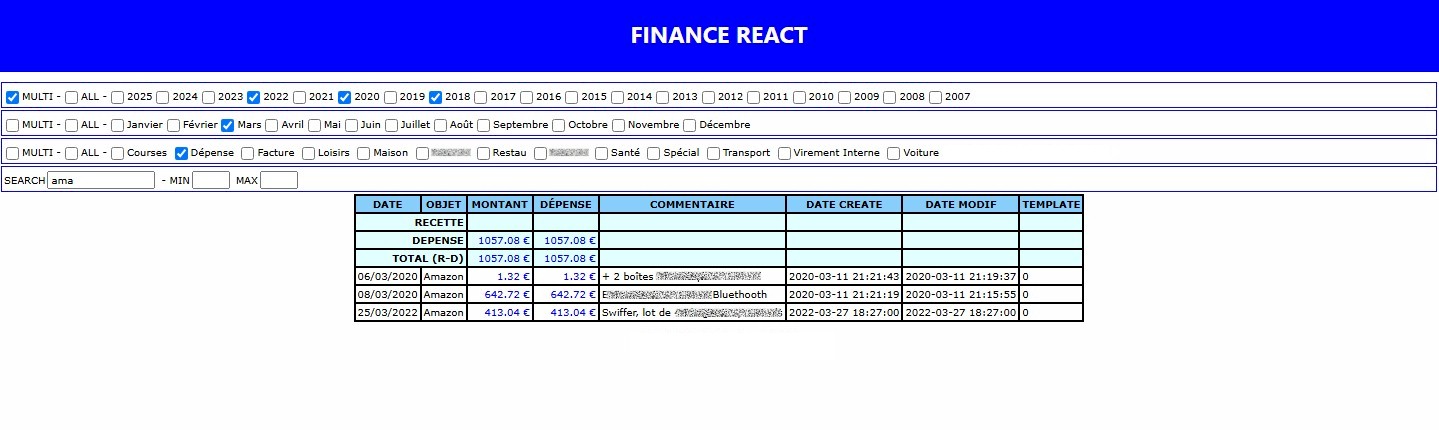 FINANCE REACT
MULTI - ALL - 2025 2024 2023 2022 2021 2020 2019 2018 2017 2016 2015 2014 2013 2012 2011 2010 2009 2008 2007
MULTI - ALL - Janvier Février Mars Avril Mai Juin Juillet Août Septembre Octobre Novembre Décembre
MULTI - ALL - Courses Dépense Facture Loisirs Maison Restau Santé Spécial Transport Virement Interne Voiture
SEARCH ama - MIN MAX
DATE OBJET MONTANT DÉPENSE COMMENTAIRE DATE CREATE DATE MODIF TEMPLATE
RECETTE
DEPENSE 1057.08 € 1057.08 €
TOTAL (R-D) 1057.08 € 1057.08 €
06/03/2020 Amazon 1.32 € 1.32 € + 2 boîtes 2020-03-11 21:21:43 2020-03-11 21:19:37 0
08/03/2020 Amazon 642.72 € 642.72 € E Bluethooth 2020-03-11 21:21:19 2020-03-11 21:15:55 0
25/03/2022 Amazon 413.04 € 413.04 € Swiffer, lot de 2022-03-27 18:27:00 2022-03-27 18:27:00 0